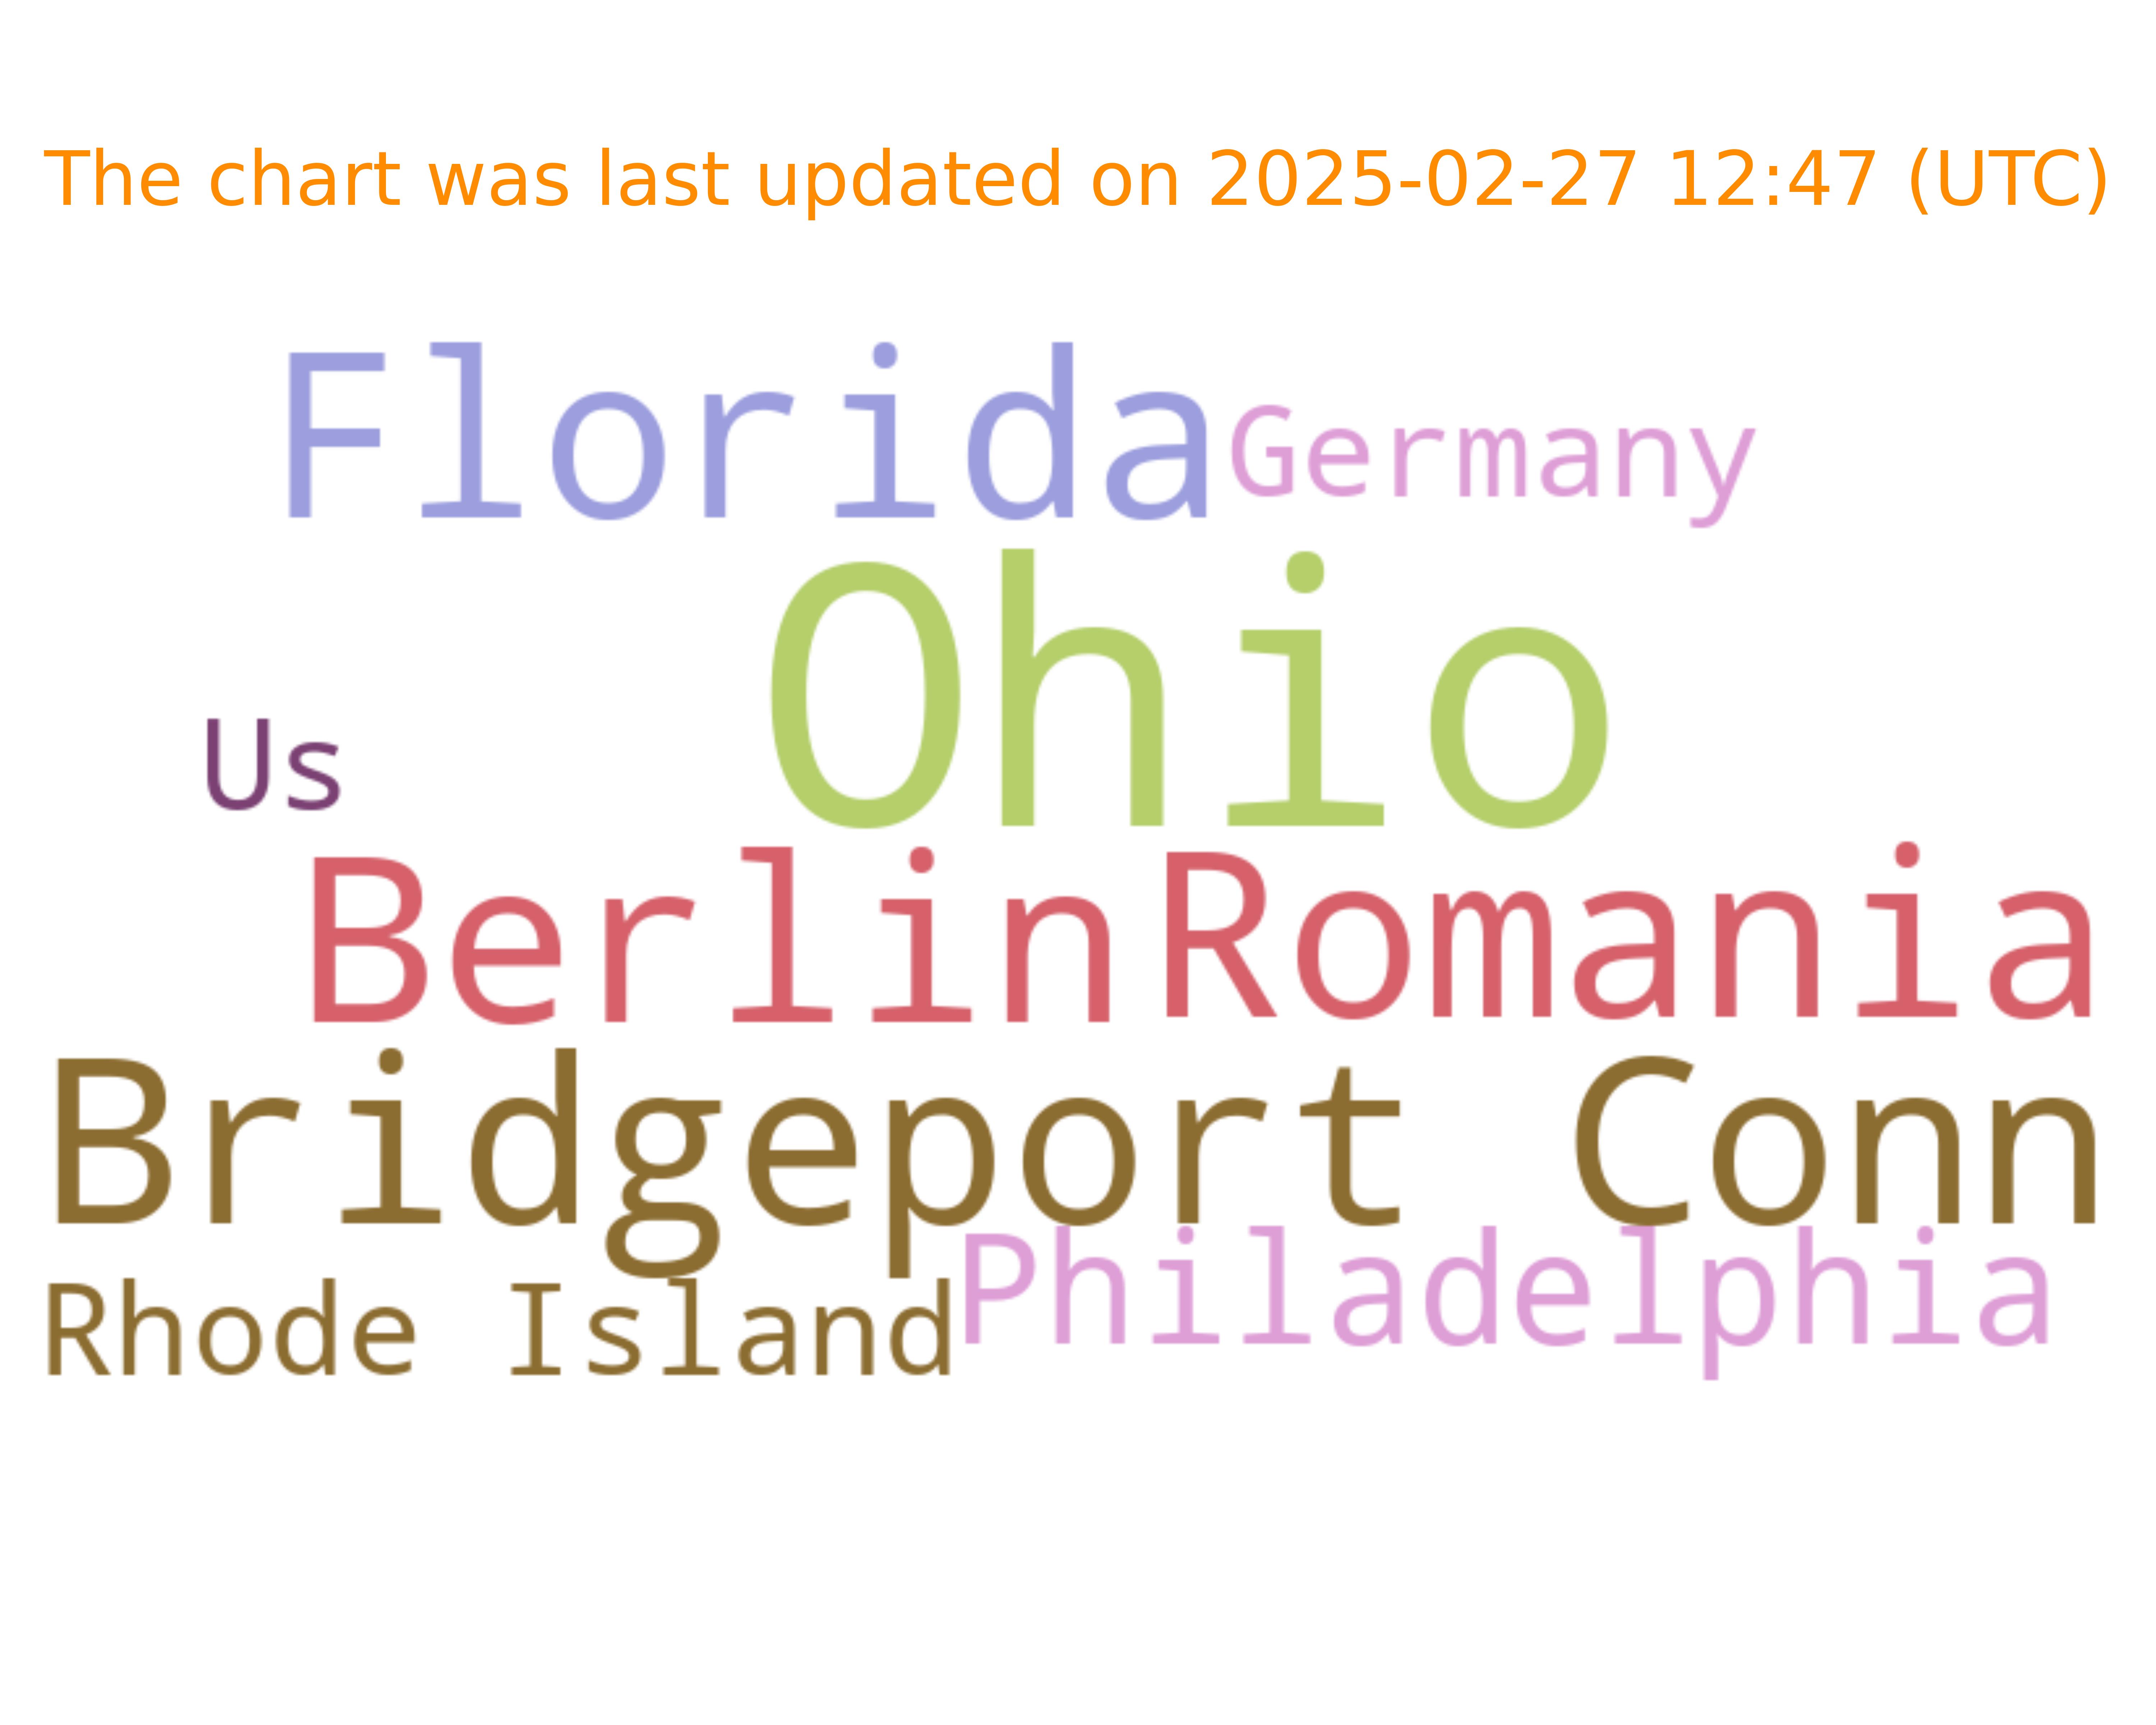 The chart was last updated on 2025-02-27 12:47 (UTC)
Florida Germany
Ohio
Us
Berlin Romania
Bridgeport Conn
Philadelphia
Rhode Island